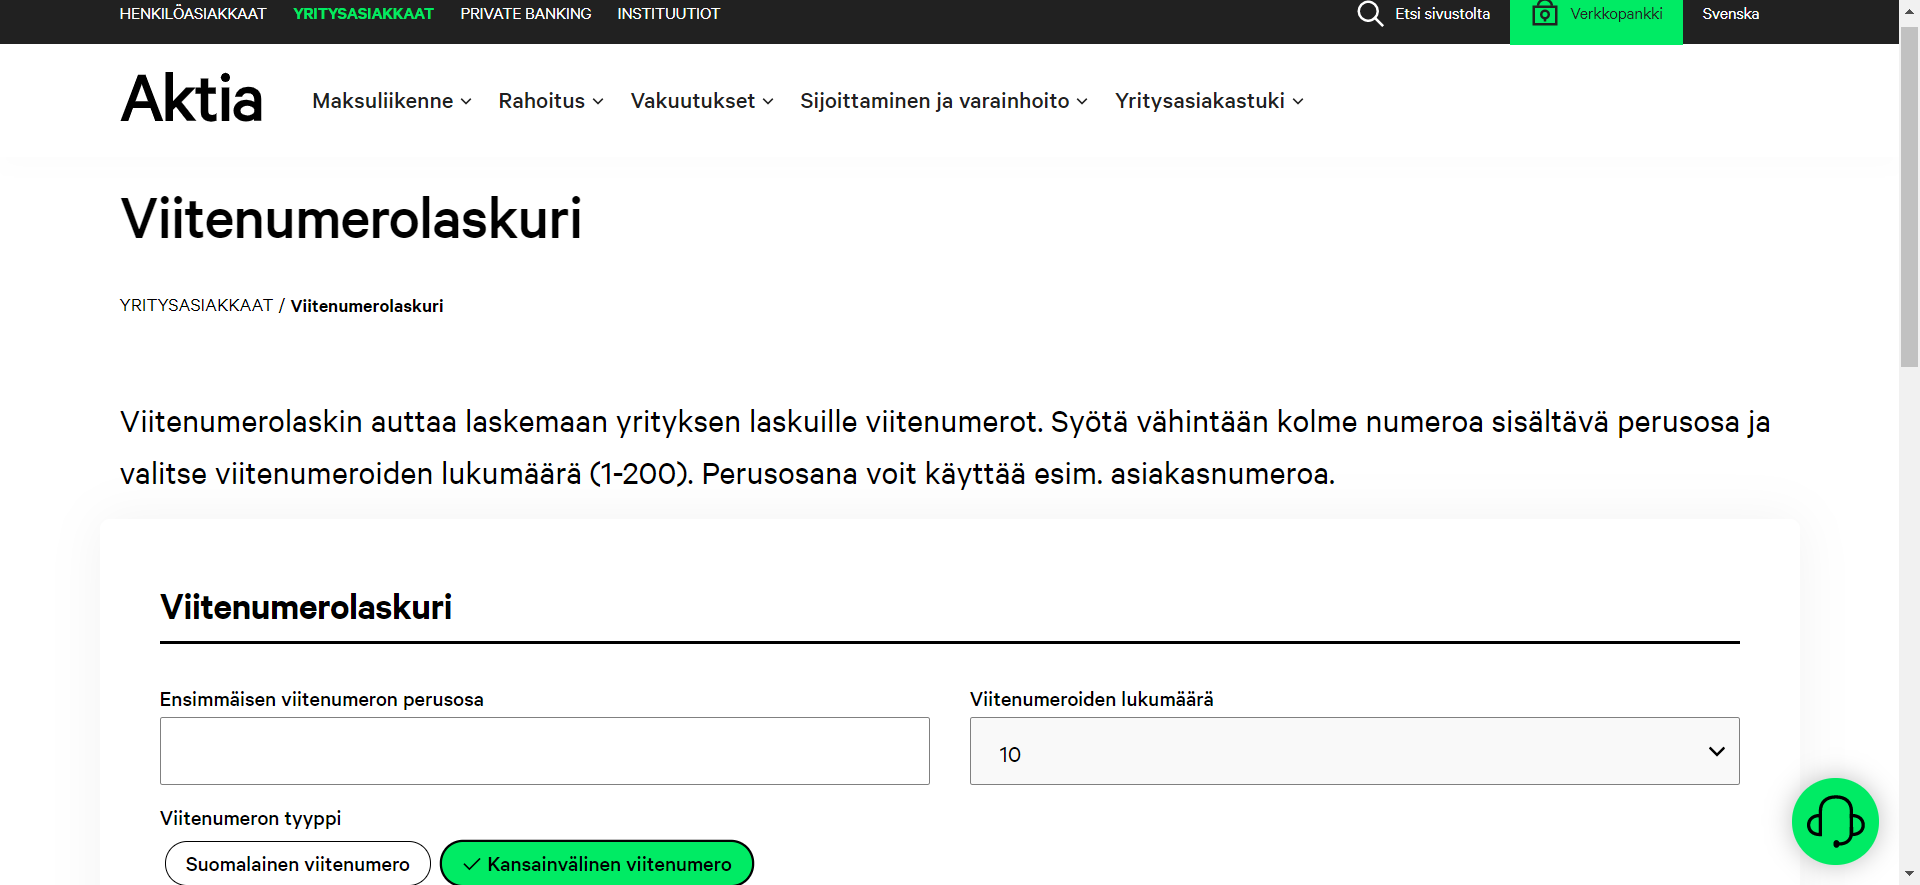 HENKILÖASIAKKAAT YRITYSASIAKKAAT PRIVATE BANKING INSTITUUTIOT Etsi sivustolta Verkkopankki Svenska
Aktia Maksuliikenne Rahoitus Vakuutukset Sijoittaminen ja varainhoito Yritysasiakastuki
Viitenumerolaskuri
YRITYSASIAKKAAT / Viitenumerolaskuri
Viitenumerolaskin auttaa laskemaan yrityksen laskuille viitenumerot. Syötä vähintään kolme numeroa sisältävä perusosa ja
valitse viitenumeroiden lukumäärä (1-200). Perusosana voit käyttää esim. asiakasnumeroa.
Viitenumerolaskuri
Ensimmäisen viitenumeron perusosa Viitenumeroiden lukumäärä
10
Viitenumeron tyyppi
Suomalainen viitenumero Kansainvälinen viitenumero